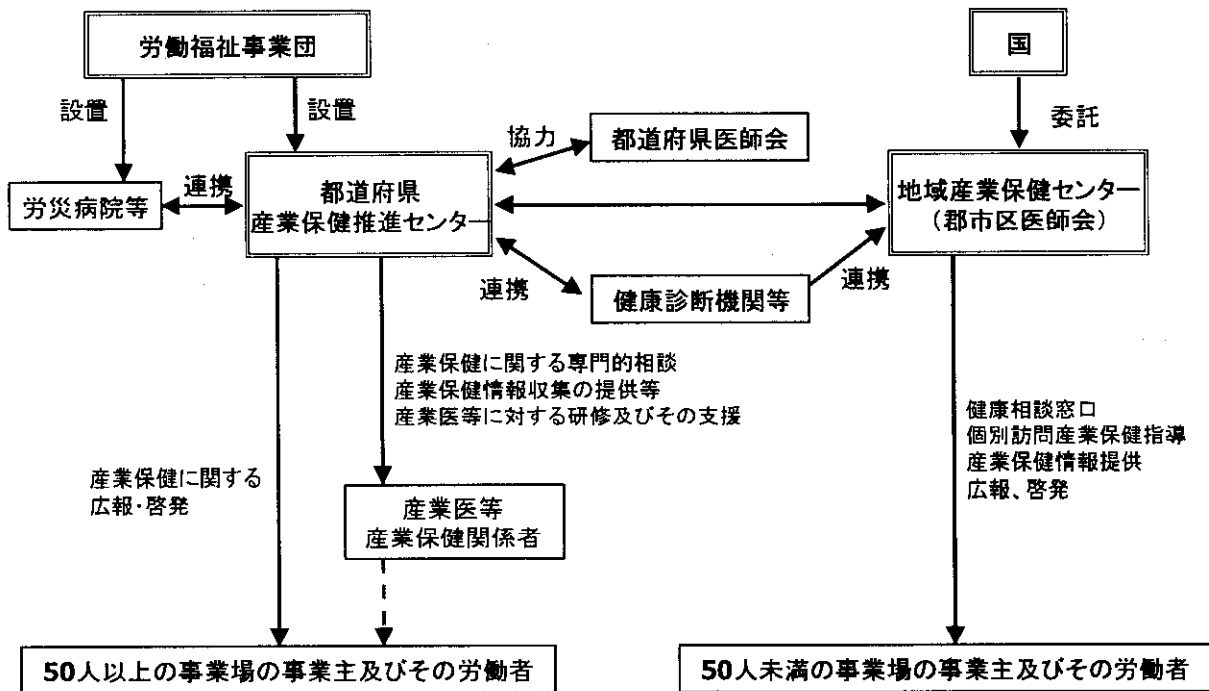 労働福祉事業団
国
設置
設置
委託
協力
都道府県医師会
労災病院等
連携
都道府県
産業保健推進センター
地域産業保健センター
(郡市区医師会)
連携
健康診断機関等
連携
産業保健に関する専門的相談
産業保健情報収集の提供等
産業医等に対する研修及びその支援
健康相談窓口
個別訪問産業保健指導
産業保健情報提供
広報、啓発
産業保健に関する
広報・啓発
産業医等
産業保健関係者
50人以上の事業場の事業主及びその労働者
50人未満の事業場の事業主及びその労働者